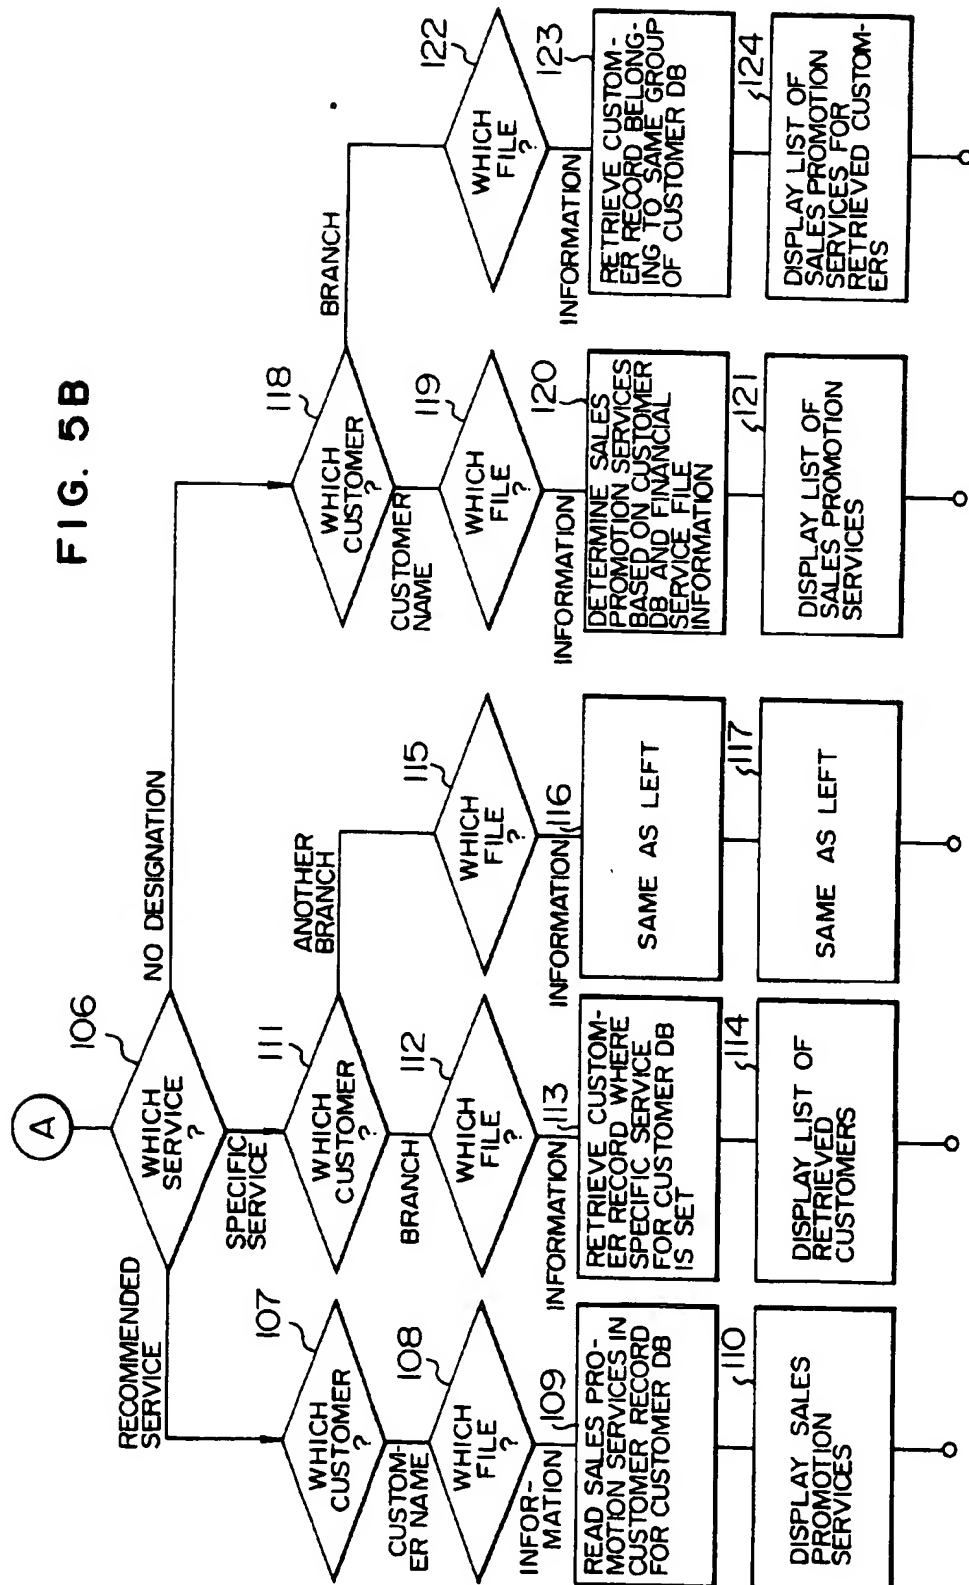 FIG. 5B
A
106
WHICH
SERVICE
?
RECOMMENDED
SERVICE
SPECIFIC
SERVICE
NO DESIGNATION
107
WHICH
CUSTOMER
?
CUSTOM-
ER NAME
108
WHICH
FILE
?
INFOR-
MATION
109
READ SALES PRO-
MOTION SERVICES IN
CUSTOMER RECORD
FOR CUSTOMER DB
110
DISPLAY SALES
PROMOTION
SERVICES
111
WHICH
CUSTOMER
?
BRANCH
ANOTHER
BRANCH
112
WHICH
FILE
?
INFORMATION
113
RETRIEVE CUSTOM-
ER RECORD WHERE
SPECIFIC SERVICE
FOR CUSTOMER DB
IS SET
114
DISPLAY LIST OF
RETRIEVED
CUSTOMERS
115
WHICH
FILE
?
INFORMATION
116
SAME AS LEFT
117
SAME AS LEFT
118
WHICH
CUSTOMER
?
CUSTOMER
NAME
BRANCH
119
WHICH
FILE
?
INFORMATION
120
DETERMINE SALES
PROMOTION SERVICES
BASED ON CUSTOMER
DB AND FINANCIAL
SERVICE FILE
INFORMATION
121
DISPLAY LIST OF
SALES PROMOTION
SERVICES
122
WHICH
FILE
?
INFORMATION
123
RETRIEVE CUSTOM-
ER RECORD BELONG-
ING TO SAME GROUP
OF CUSTOMER DB
124
DISPLAY LIST OF
SALES PROMOTION
SERVICES FOR
RETRIEVED CUSTOM-
ERS